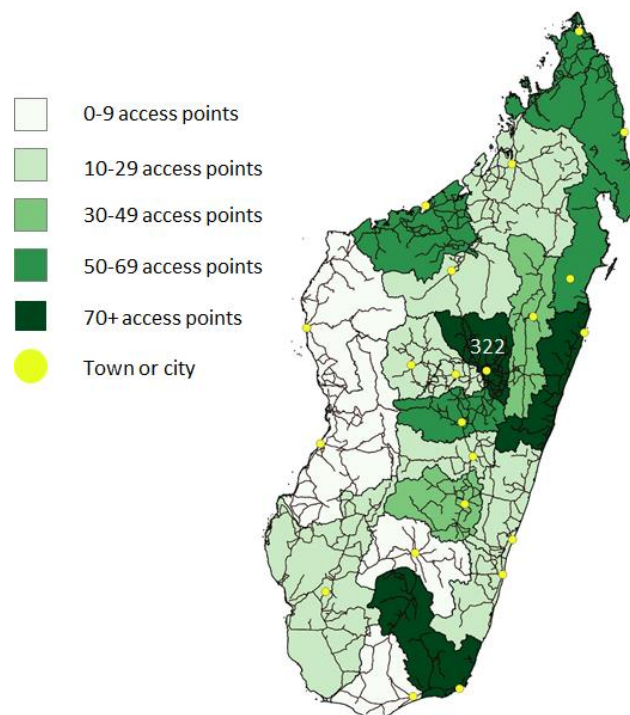 0-9 access points
10-29 access points
30-49 access points
50-69 access points
70+ access points
Town or city
322